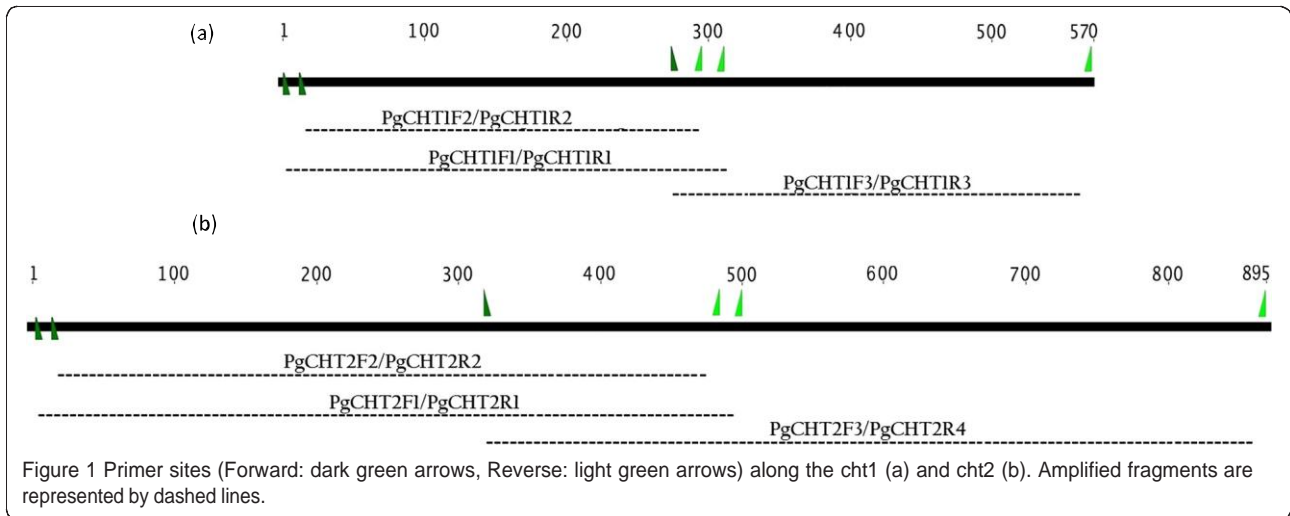 (a)
1 100 200 300 400 500 570
PgCHT1F2/PgCHT1R2
PgCHT1F1/PgCHT1R1
PgCHT1F3/PgCHT1R3
(b)
1 100 200 300 400 500 600 700 800 895
PgCHT2F2/PgCHT2R2
PgCHT2F1/PgCHT2R1
PgCHT2F3/PgCHT2R4
Figure 1 Primer sites (Forward: dark green arrows, Reverse: light green arrows) along the cht1 (a) and cht2 (b). Amplified fragments are
represented by dashed lines.